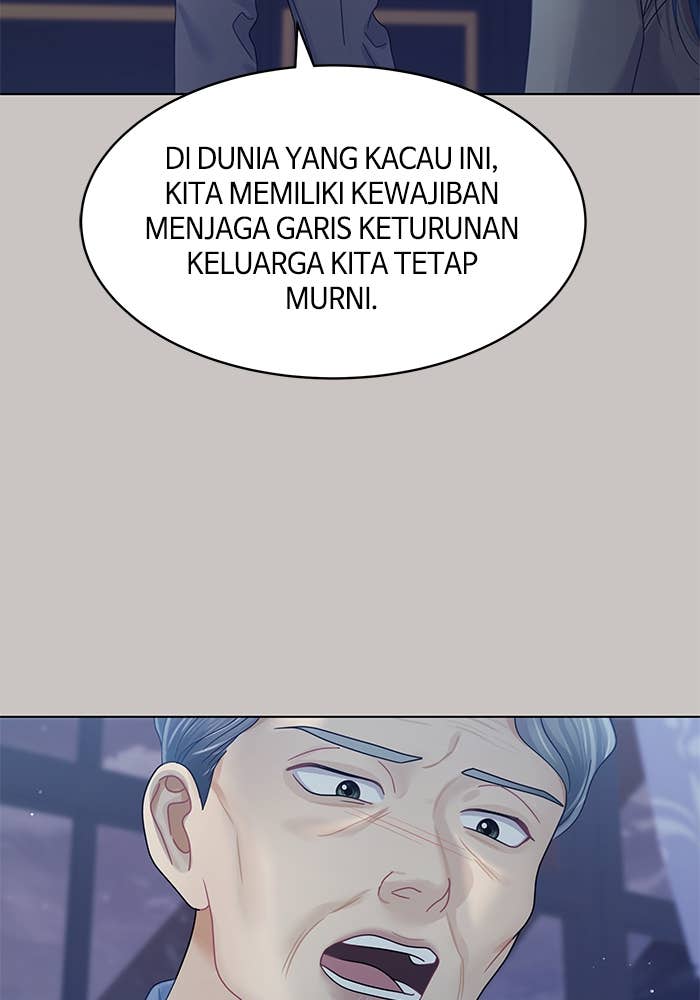 DI DUNIA YANG KACAU INI,
KITA MEMILIKI KEWAJIBAN
MENJAGA GARIS KETURUNAN
KELUARGA KITA TETAP
MURNI.